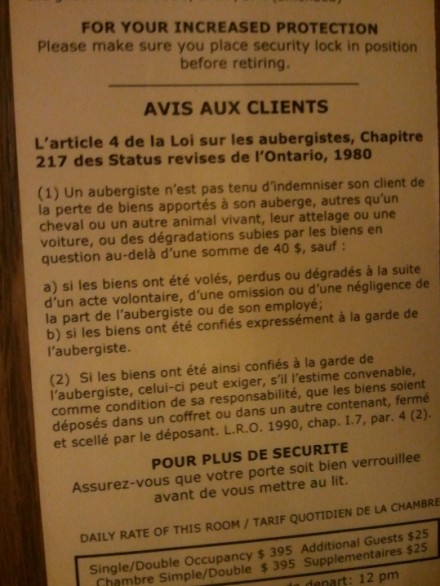 FOR YOUR INCREASED PROTECTION
Please make sure you place security lock in position
before retiring.
AVIS AUX CLIENTS
L'article 4 de la Loi sur les aubergistes, Chapitre
217 des Status revises de l'Ontario, 1980
(1) Un aubergiste n'est pas tenu d'indemniser son client de
la perte de biens apportés à son auberge, autres qu'un
cheval ou un autre animal vivant, leur attelage ou une
voiture, ou des dégradations subies par les biens en
question au-delà d'une somme de 40 $, sauf :
a) si les biens ont été volés, perdus ou dégradés à la suite
d'un acte volontaire, d'une omission ou d'une négligence de
la part de l'aubergiste ou de son employé;
b) si les biens ont été confiés expressément à la garde de
l'aubergiste.
(2) Si les biens ont été ainsi confiés à la garde de
l'aubergiste, celui-ci peut exiger, s'il l'estime convenable,
comme condition de sa responsabilité, que les biens soient
déposés dans un coffret ou dans un autre contenant, fermé
et scellé par le déposant. L.R.O. 1990, chap. I.7, par. 4 (2).
POUR PLUS DE SECURITE
Assurez-vous que votre porte soit bien verrouillee
avant de vous mettre au lit.
DAILY RATE OF THIS ROOM / TARIF QUOTIDIEN DE LA CHAMBRE
Single/Double Occupancy $ 395 Additional Guests $25
Chambre Simple/Double $ 395 Supplementaires $25
depart: 12 pm